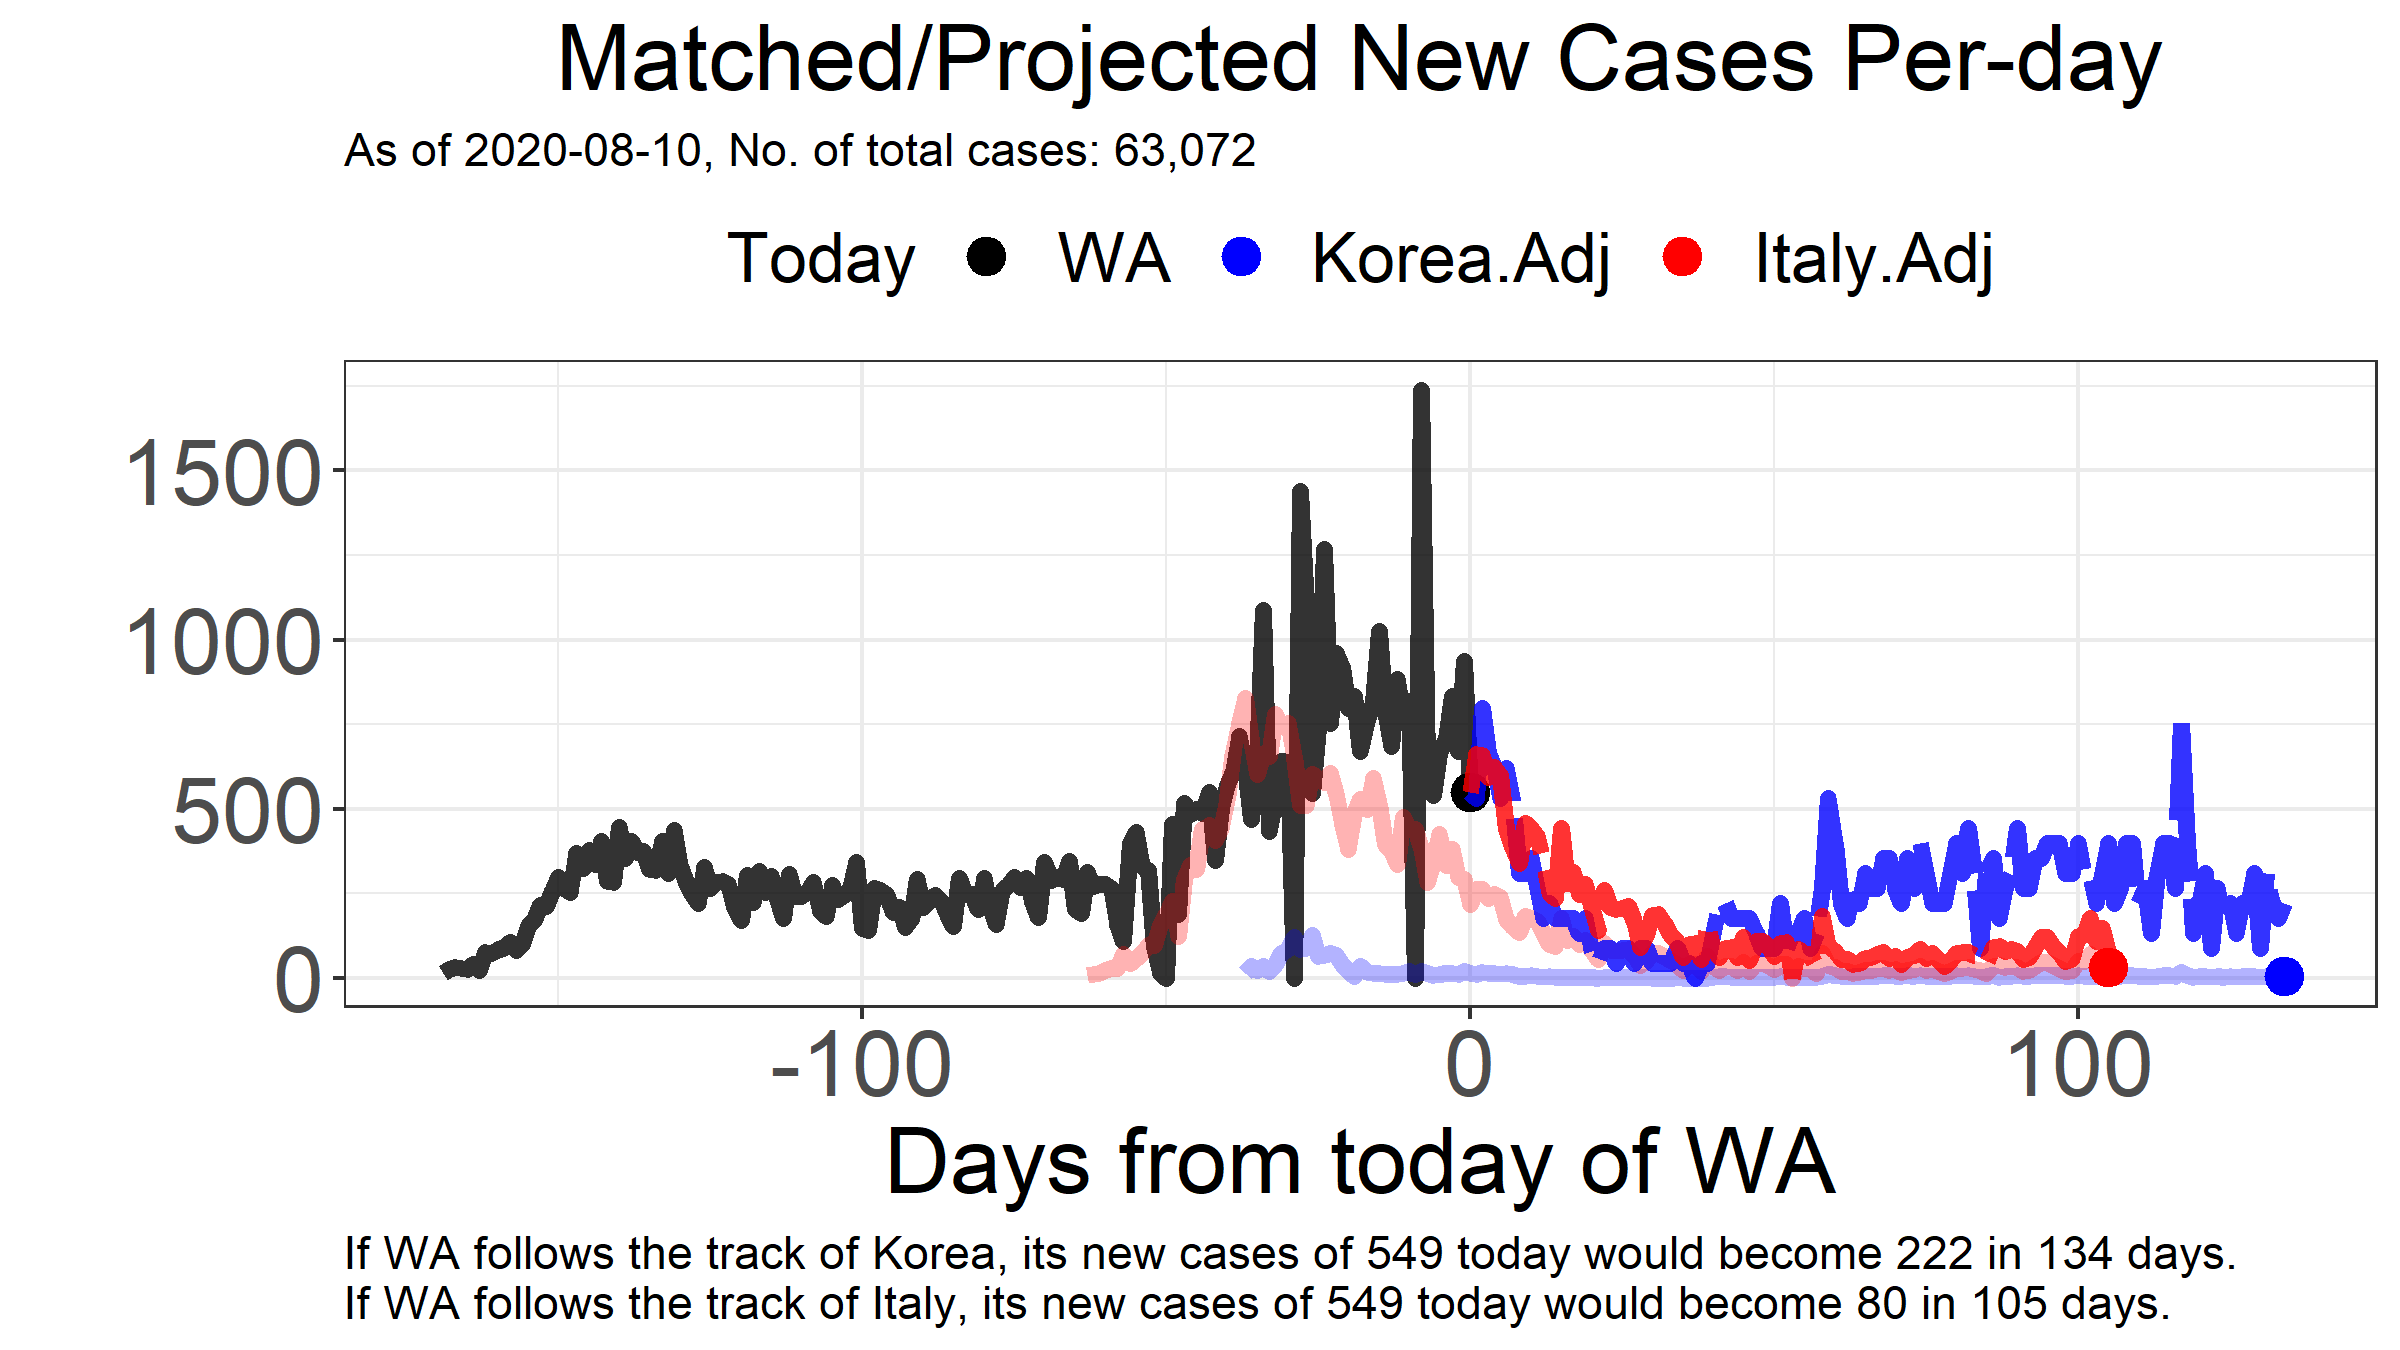 Matched/Projected New Cases Per-day
As of 2020-08-10, No. of total cases: 63,072
Today WA Korea.Adj Italy.Adj
1500
1000
500
0
-100 0 100
Days from today of WA
If WA follows the track of Korea, its new cases of 549 today would become 222 in 134 days.
If WA follows the track of Italy, its new cases of 549 today would become 80 in 105 days.